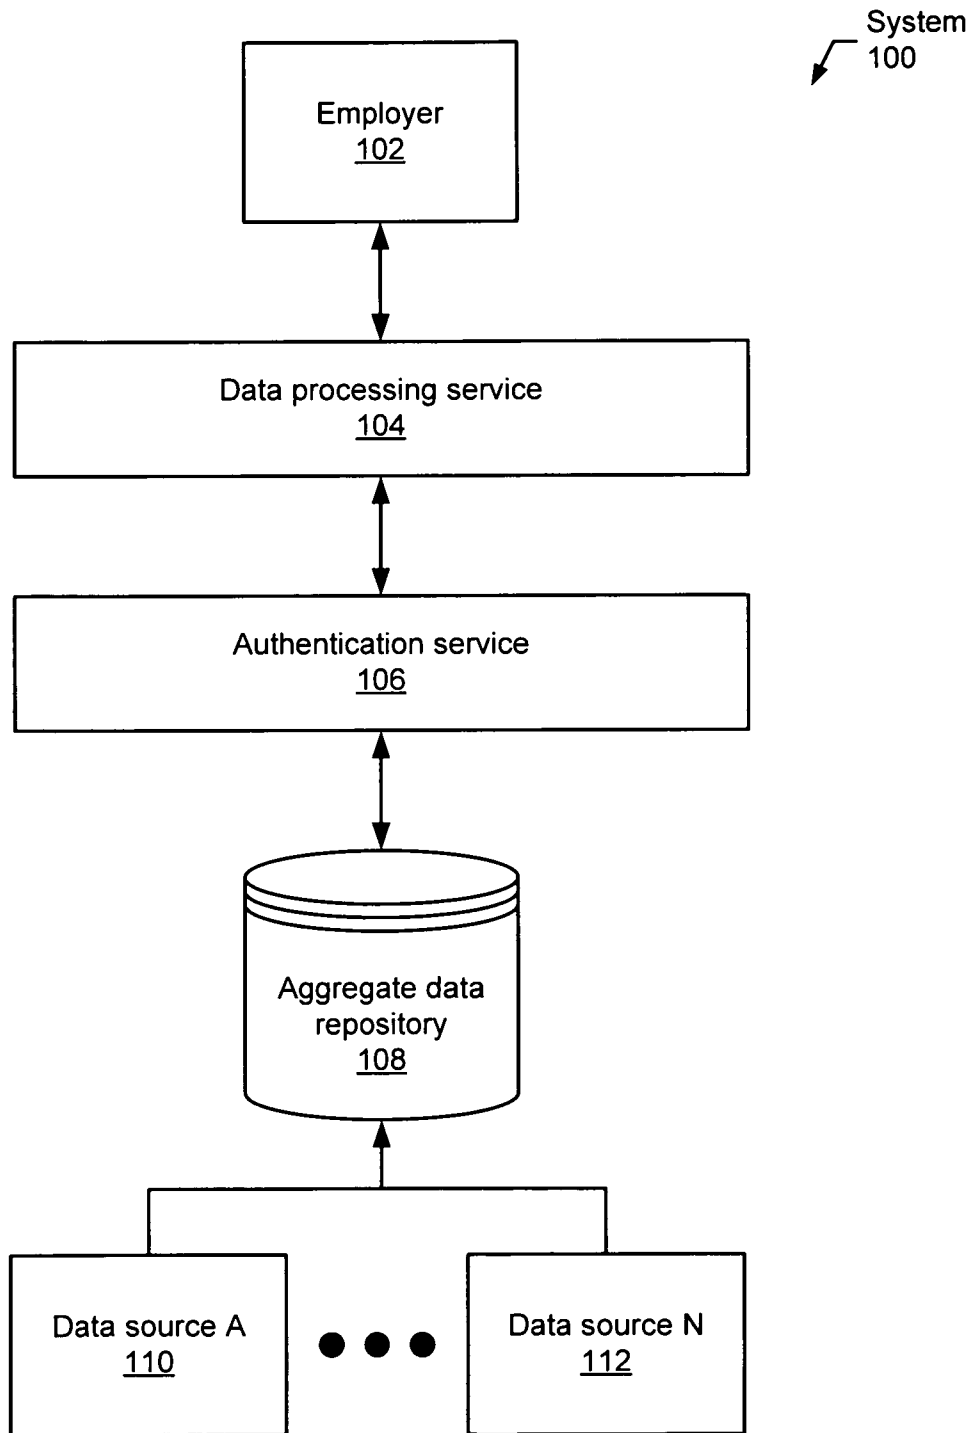 System
100
Employer
102
Data processing service
104
Authentication service
106
Aggregate data
repository
108
Data source A
110
Data source N
112